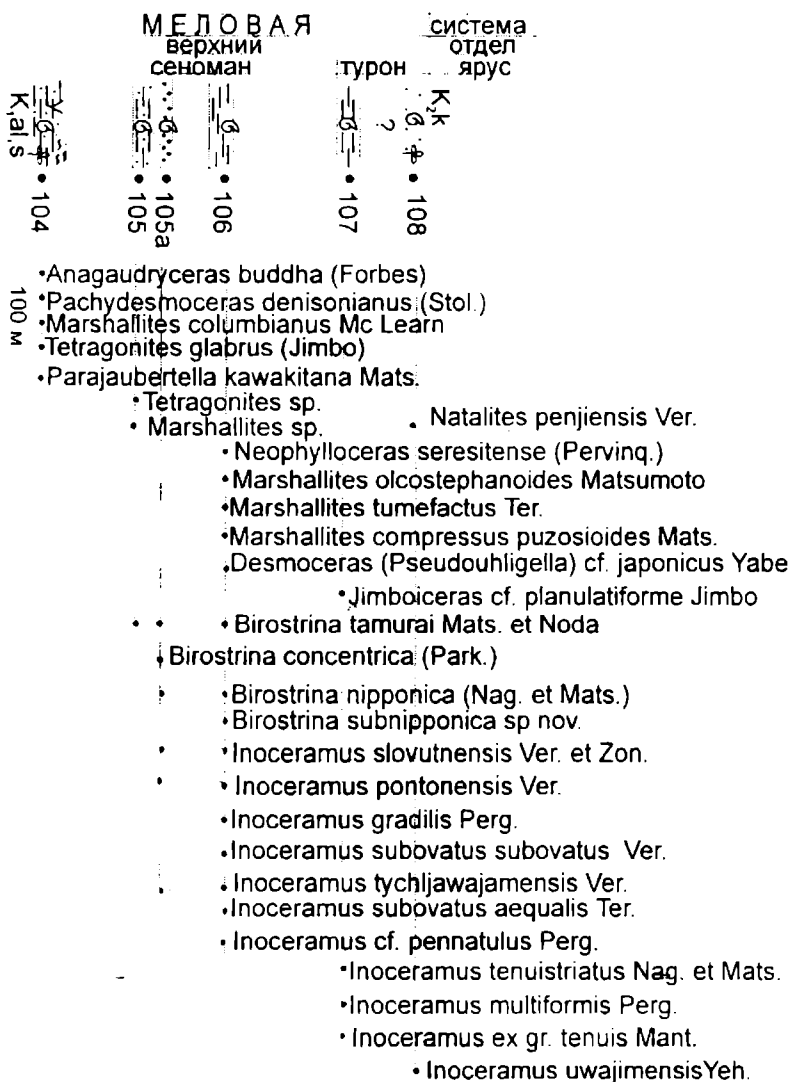 МЕЛОВАЯ система
верхний отдел
сеноман турон ярус
K₁al₁s ? K₂k
104 105 105а 106 107 108
100 м
•Anagaudryceras buddha (Forbes)
•Pachydesmoceras denisonianus (Stol.)
•Marshallites columbianus Mc Learn
•Tetragonites glabrus (Jimbo)
•Parajaubertella kawakitana Mats.
•Tetragonites sp.
• Marshallites sp. . Natalites penjiensis Ver.
•Neophylloceras seresitense (Pervinq.)
•Marshallites olcostephanoides Matsumoto
•Marshallites tumefactus Ter.
•Marshallites compressus puzosioides Mats.
•Desmoceras (Pseudouhligella) cf. japonicus Yabe
•Jimboiceras cf. planulatiforme Jimbo
• • •Birostrina tamurai Mats. et Noda
•Birostrina concentrica (Park.)
• •Birostrina nipponica (Nag. et Mats.)
•Birostrina subnipponica sp nov.
• •Inoceramus slovutnensis Ver. et Zon.
• • Inoceramus pontonensis Ver.
•Inoceramus gradilis Perg.
•Inoceramus subovatus subovatus Ver.
• • Inoceramus tychljawajamensis Ver.
•Inoceramus subovatus aequalis Ter.
• Inoceramus cf. pennatulus Perg.
•Inoceramus tenuistriatus Nag. et Mats.
•Inoceramus multiformis Perg.
• Inoceramus ex gr. tenuis Mant.
• Inoceramus uwajimensisYeh.